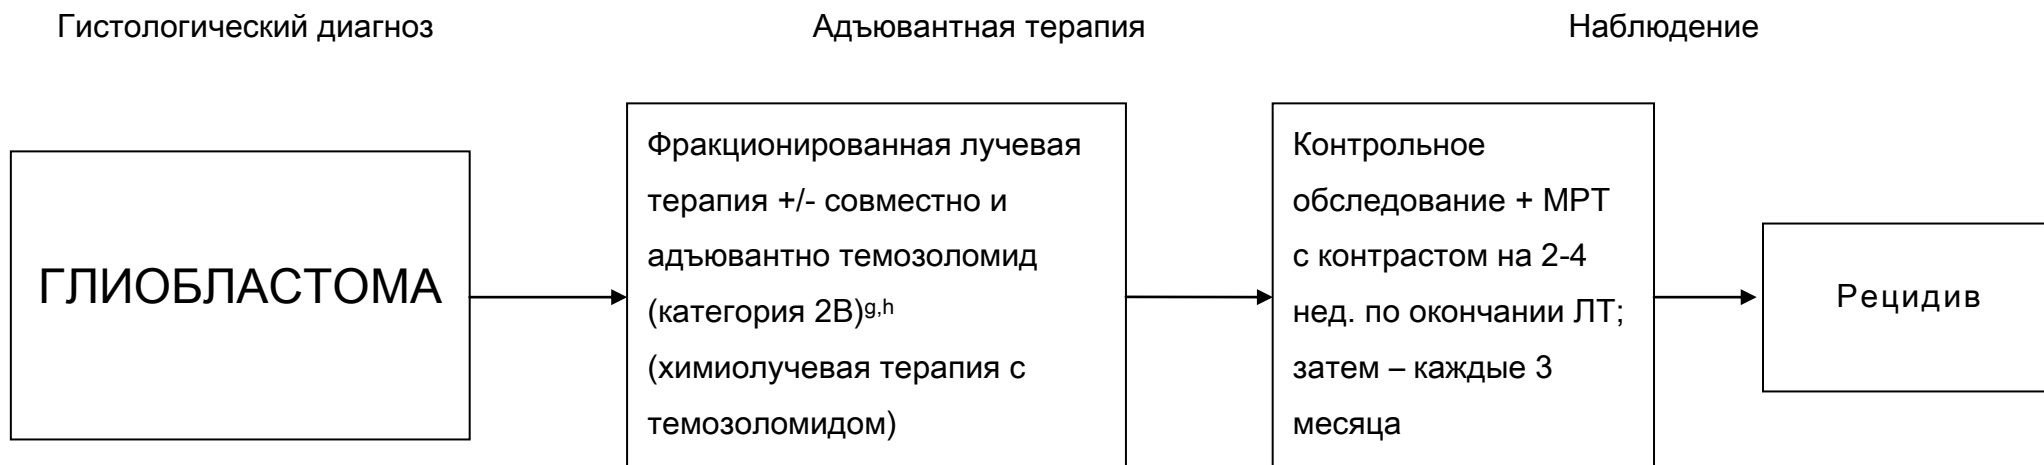 Гистологический диагноз
Адъювантная терапия
Наблюдение
ГЛИОБЛАСТОМА
Фракционированная лучевая
терапия +/- совместно и
адъювантно темозоломид
(категория 2В)g,h
(химиолучевая терапия с
темозоломидом)
Контрольное
обследование + МРТ
с контрастом на 2-4
нед. по окончании ЛТ;
затем – каждые 3
месяца
Рецидив